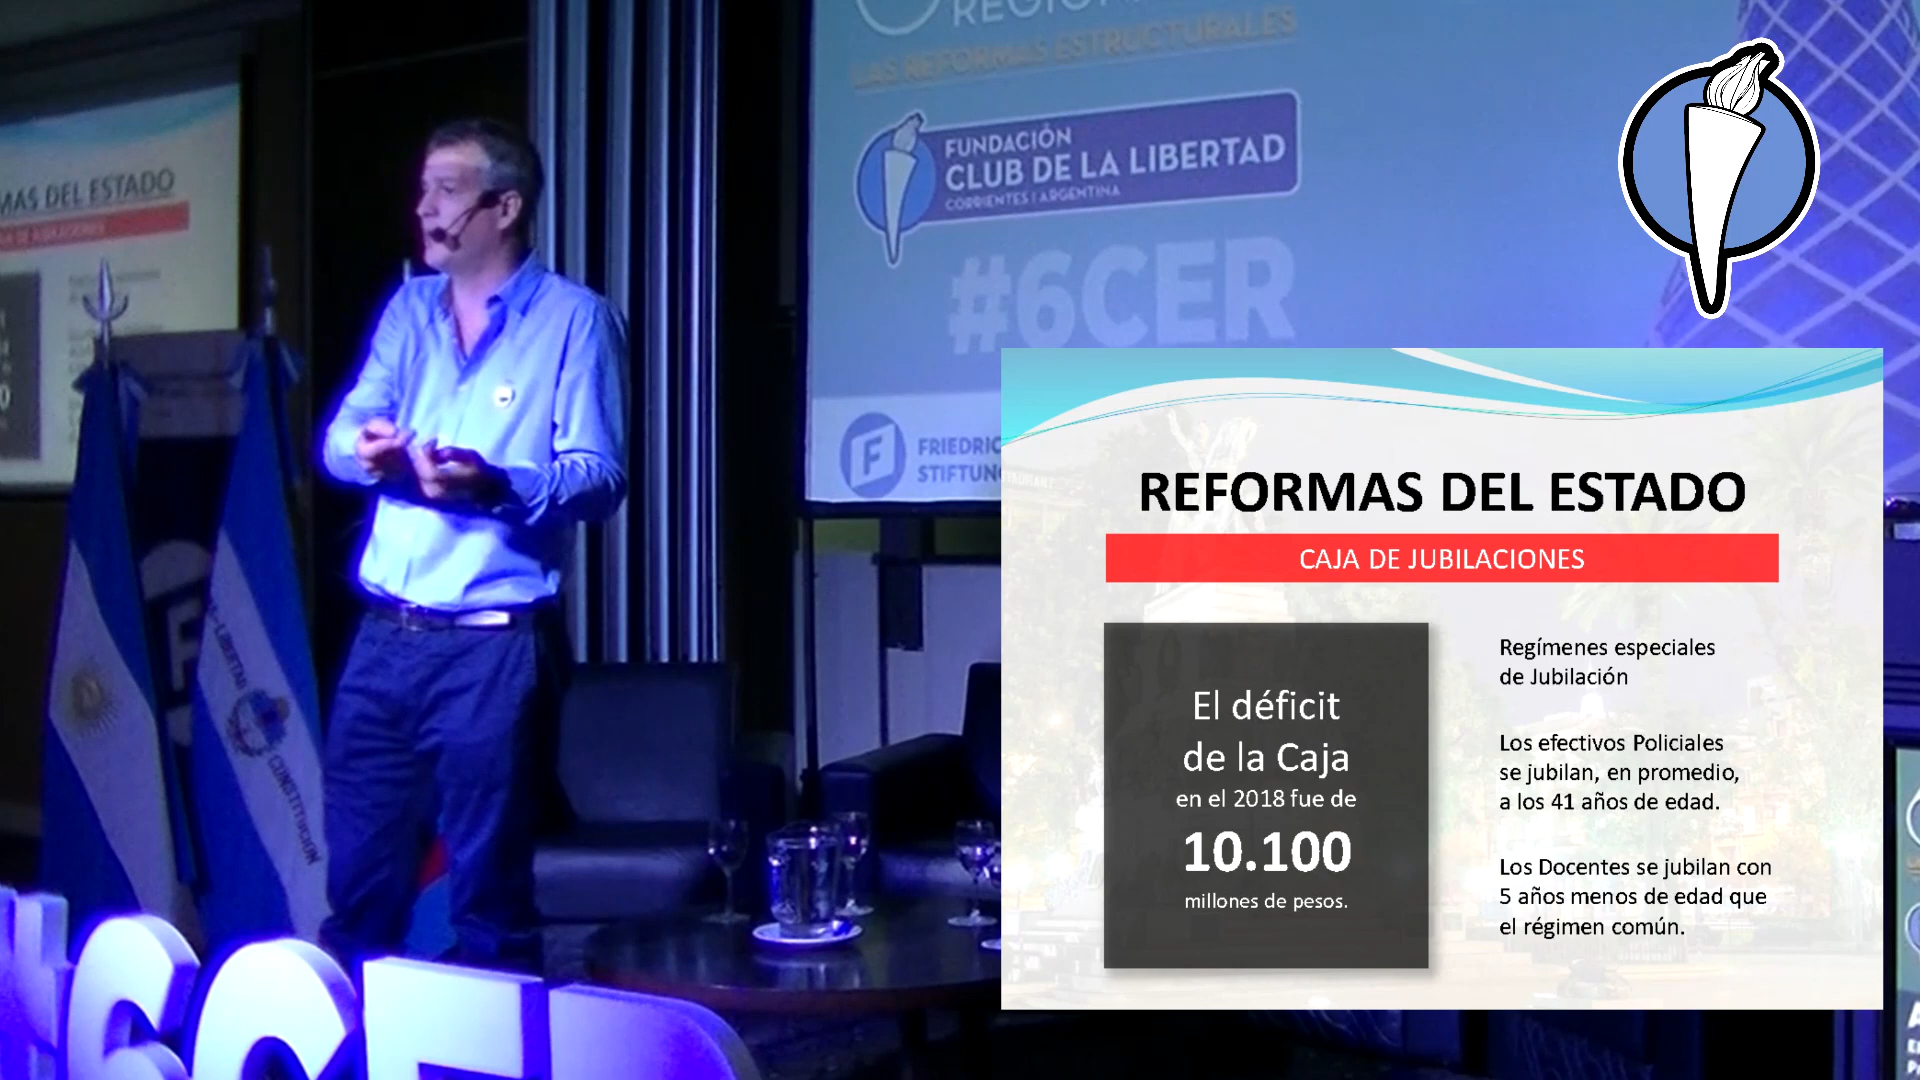 MAS DEL ESTADO
LAS REFORMAS ESTRUCTURALES
FUNDACIÓN
CLUB DE LA LIBERTAD
CORRIENTES | ARGENTINA
#6CER
F
STIFTUN
LIBERTAD
CONSTITUCION
REFORMAS DEL ESTADO
CAJA DE JUBILACIONES
El déficit
de la Caja
en el 2018 fue de
10.100
millones de pesos.
Regímenes especiales
de Jubilación
Los efectivos Policiales
se jubilan, en promedio,
a los 41 años de edad.
Los Docentes se jubilan con
5 años menos de edad que
el régimen común.